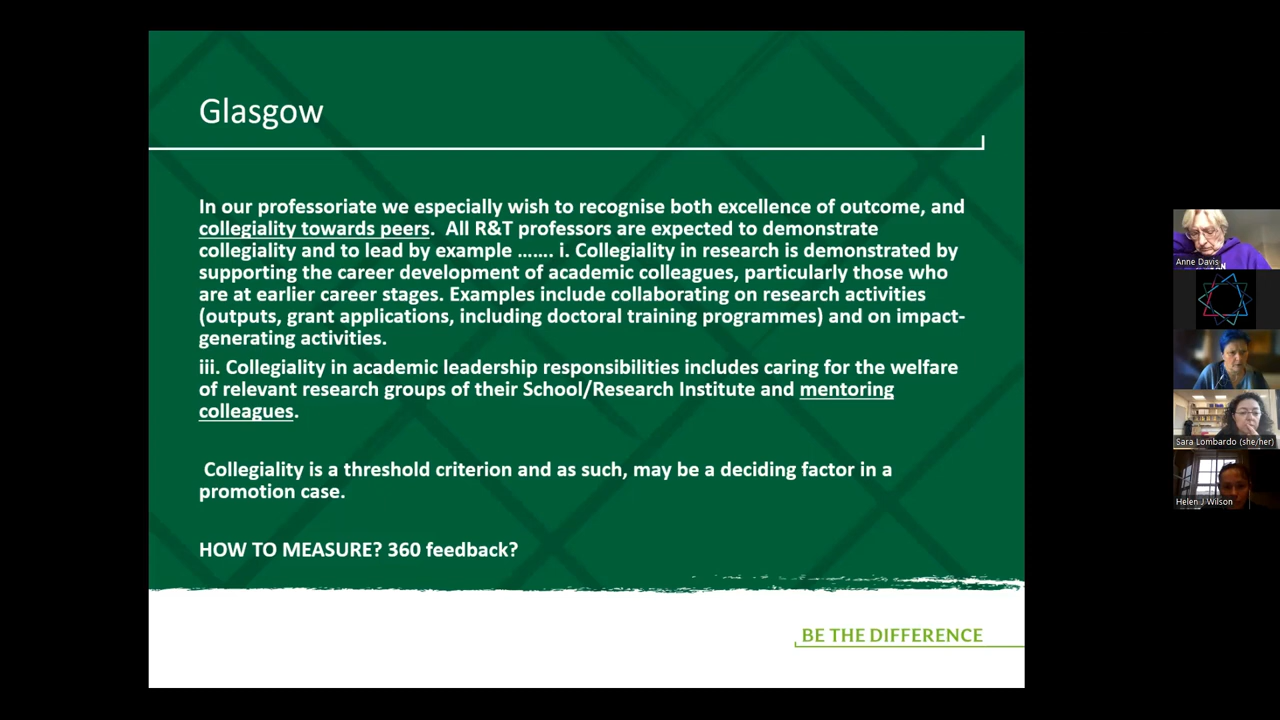 Glasgow
In our professoriate we especially wish to recognise both excellence of outcome, and
collegiality towards peers.  All R&T professors are expected to demonstrate
collegiality and to lead by example ....... i. Collegiality in research is demonstrated by
supporting the career development of academic colleagues, particularly those who
are at earlier career stages. Examples include collaborating on research activities
(outputs, grant applications, including doctoral training programmes) and on impact-
generating activities.
iii. Collegiality in academic leadership responsibilities includes caring for the welfare
of relevant research groups of their School/Research Institute and mentoring
colleagues.
Collegiality is a threshold criterion and as such, may be a deciding factor in a
promotion case.
HOW TO MEASURE? 360 feedback?
BE THE DIFFERENCE
Anne Davis
Sara Lombardo (she/her)
Helen J Wilson